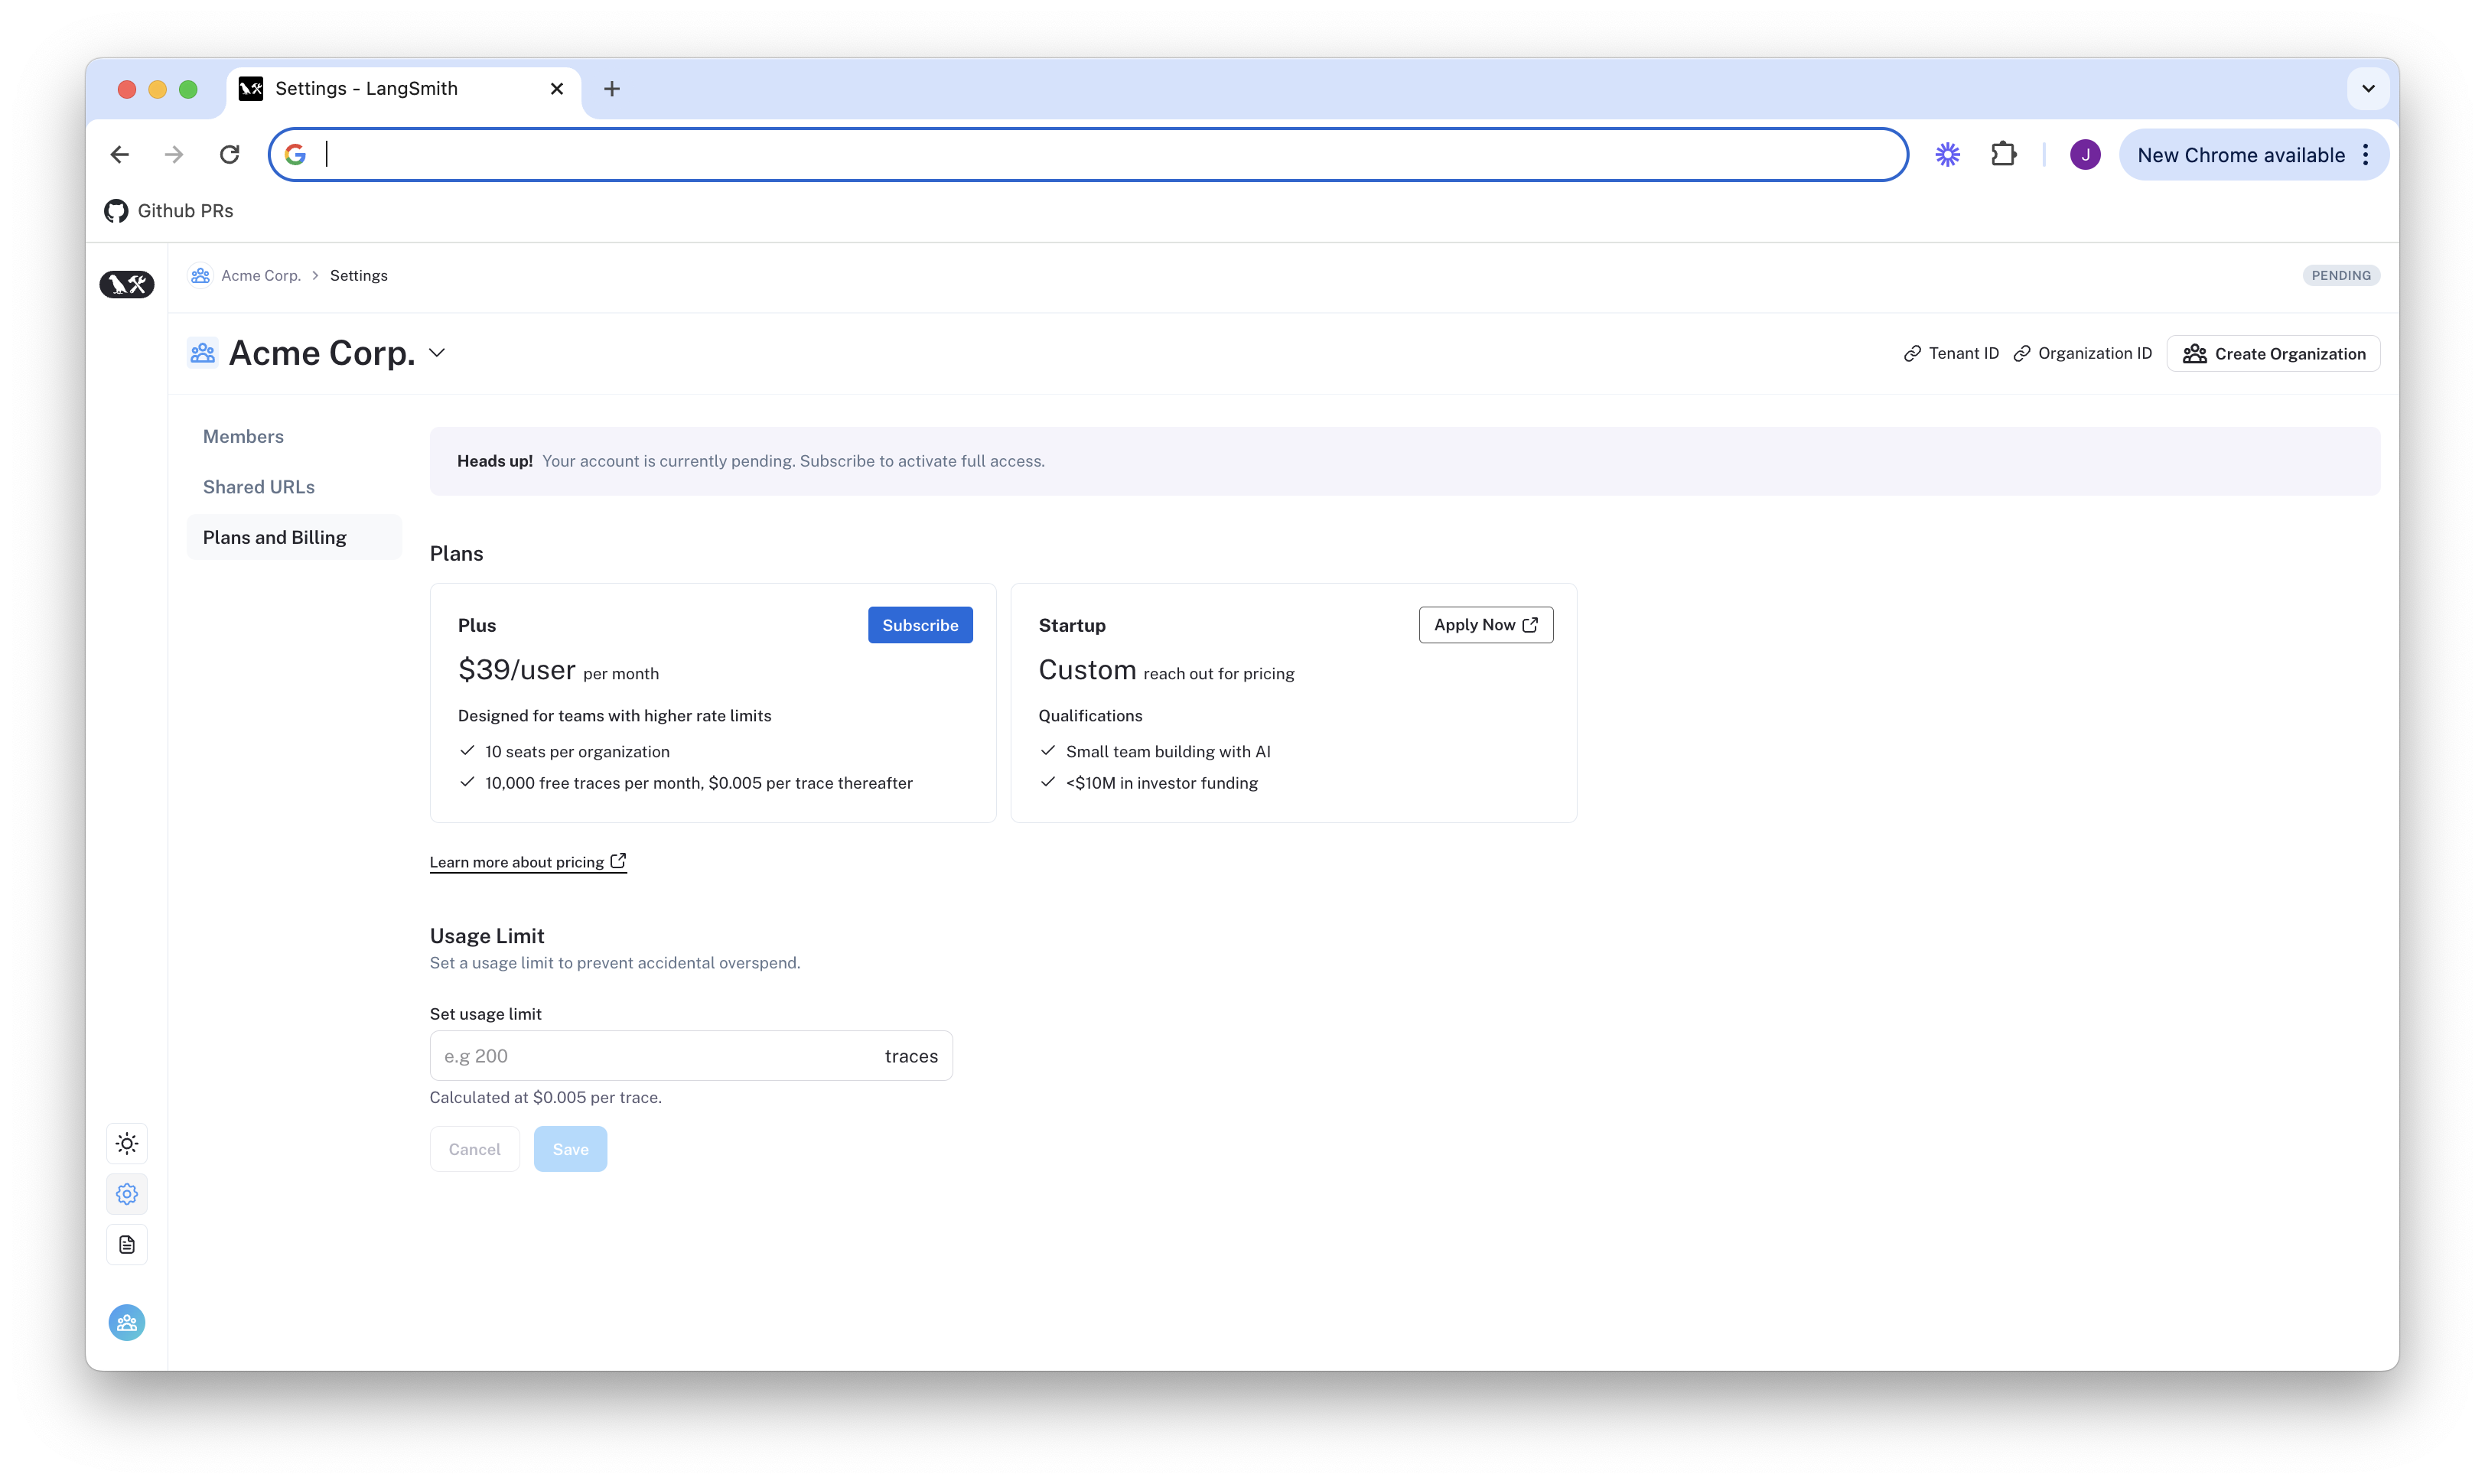 Settings - LangSmith
J
New Chrome available
Github PRs
Acme Corp. > Settings
PENDING
Acme Corp.
Tenant ID
Organization ID
Create Organization
Members
Shared URLs
Plans and Billing
Heads up! Your account is currently pending. Subscribe to activate full access.
Plans
Plus
Subscribe
$39/user per month
Designed for teams with higher rate limits
10 seats per organization
10,000 free traces per month, $0.005 per trace thereafter
Startup
Apply Now
Custom reach out for pricing
Qualifications
Small team building with AI
<$10M in investor funding
Learn more about pricing
Usage Limit
Set a usage limit to prevent accidental overspend.
Set usage limit
e.g 200 traces
Calculated at $0.005 per trace.
Cancel
Save